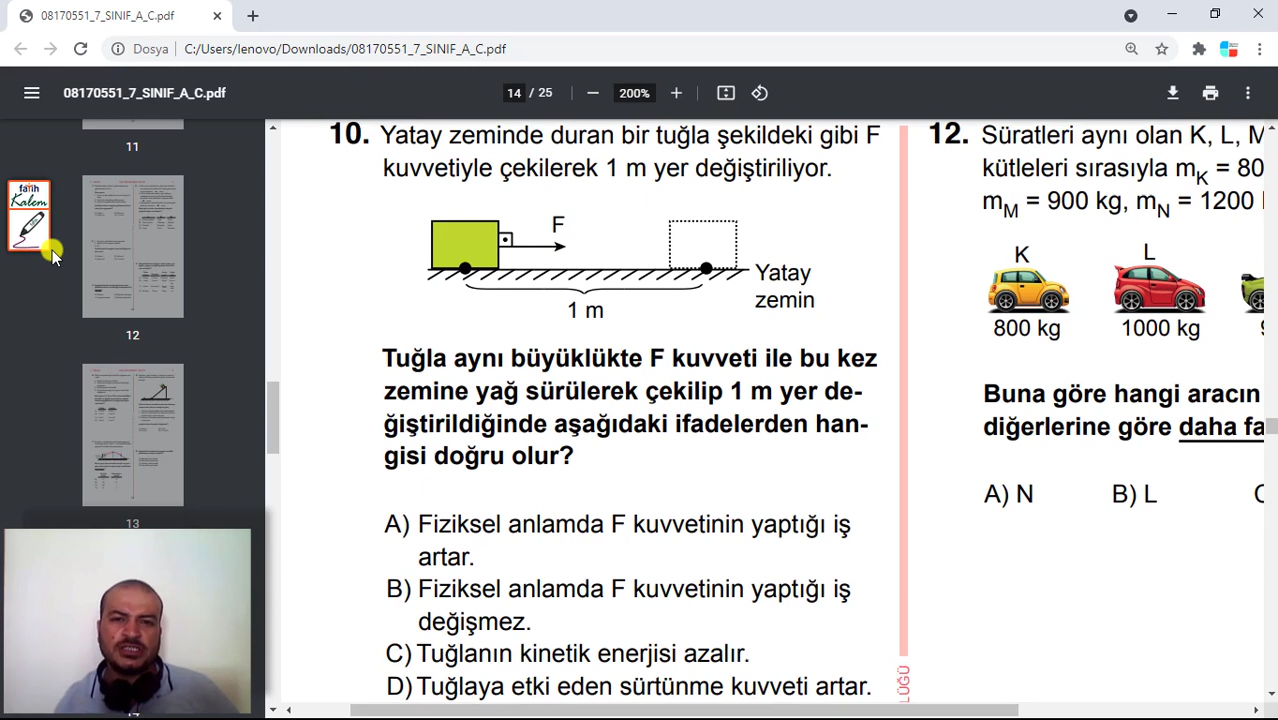 08170551_7_SINIF_A_C.pdf
Dosya C:/Users/lenovo/Downloads/08170551_7_SINIF_A_C.pdf
08170551_7_SINIF_A_C.pdf
14 / 25
200%
11
12
13
fatih
Kalem
10. Yatay zeminde duran bir tuğla şekildeki gibi F
kuvvetiyle çekilerek 1 m yer değiştiriliyor.
F
Yatay
zemin
1 m
Tuğla aynı büyüklükte F kuvveti ile bu kez
zemine yağ sürülerek çekilip 1 m yer de-
ğiştirildiğinde aşağıdaki ifadelerden han-
gisi doğru olur?
A) Fiziksel anlamda F kuvvetinin yaptığı iş
artar.
B) Fiziksel anlamda F kuvvetinin yaptığı iş
değişmez.
C) Tuğlanın kinetik enerjisi azalır.
D) Tuğlaya etki eden sürtünme kuvveti artar.
LÜĞÜ
12. Süratleri aynı olan K, L, M
kütleleri sırasıyla mK = 80
mM = 900 kg, mN = 1200
K
L
800 kg
1000 kg
Buna göre hangi aracın
diğerlerine göre daha fa
A) N
B) L